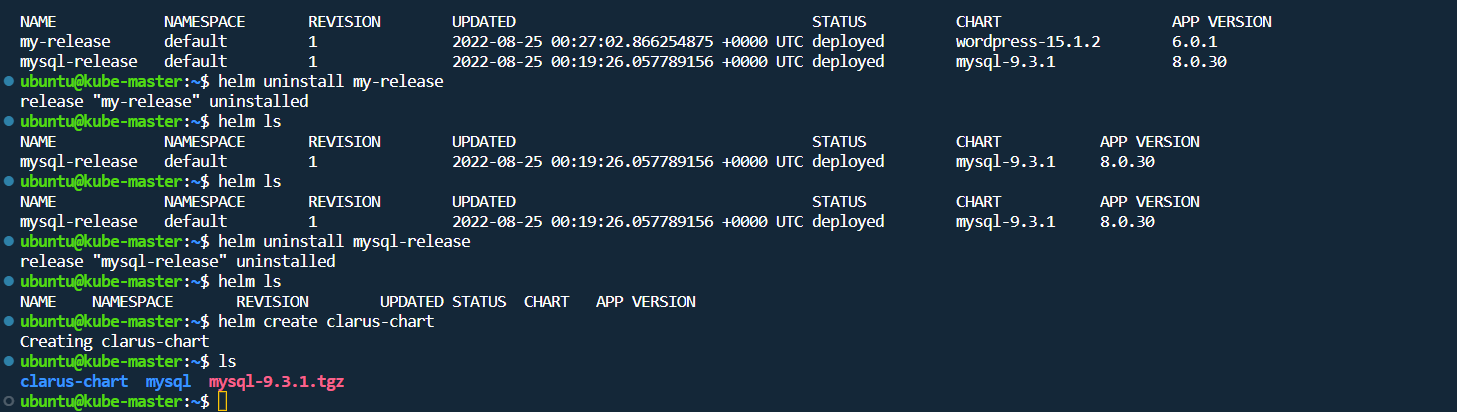 NAME NAMESPACE REVISION UPDATED STATUS CHART APP VERSION
my-release default 1 2022-08-25 00:27:02.866254875 +0000 UTC deployed wordpress-15.1.2 6.0.1
mysql-release default 1 2022-08-25 00:19:26.057789156 +0000 UTC deployed mysql-9.3.1 8.0.30
ubuntu@kube-master:~$ helm uninstall my-release
release "my-release" uninstalled
ubuntu@kube-master:~$ helm ls
NAME NAMESPACE REVISION UPDATED STATUS CHART APP VERSION
mysql-release default 1 2022-08-25 00:19:26.057789156 +0000 UTC deployed mysql-9.3.1 8.0.30
ubuntu@kube-master:~$ helm ls
NAME NAMESPACE REVISION UPDATED STATUS CHART APP VERSION
mysql-release default 1 2022-08-25 00:19:26.057789156 +0000 UTC deployed mysql-9.3.1 8.0.30
ubuntu@kube-master:~$ helm uninstall mysql-release
release "mysql-release" uninstalled
ubuntu@kube-master:~$ helm ls
NAME NAMESPACE REVISION UPDATED STATUS CHART APP VERSION
ubuntu@kube-master:~$ helm create clarus-chart
Creating clarus-chart
ubuntu@kube-master:~$ ls
clarus-chart mysql mysql-9.3.1.tgz
ubuntu@kube-master:~$